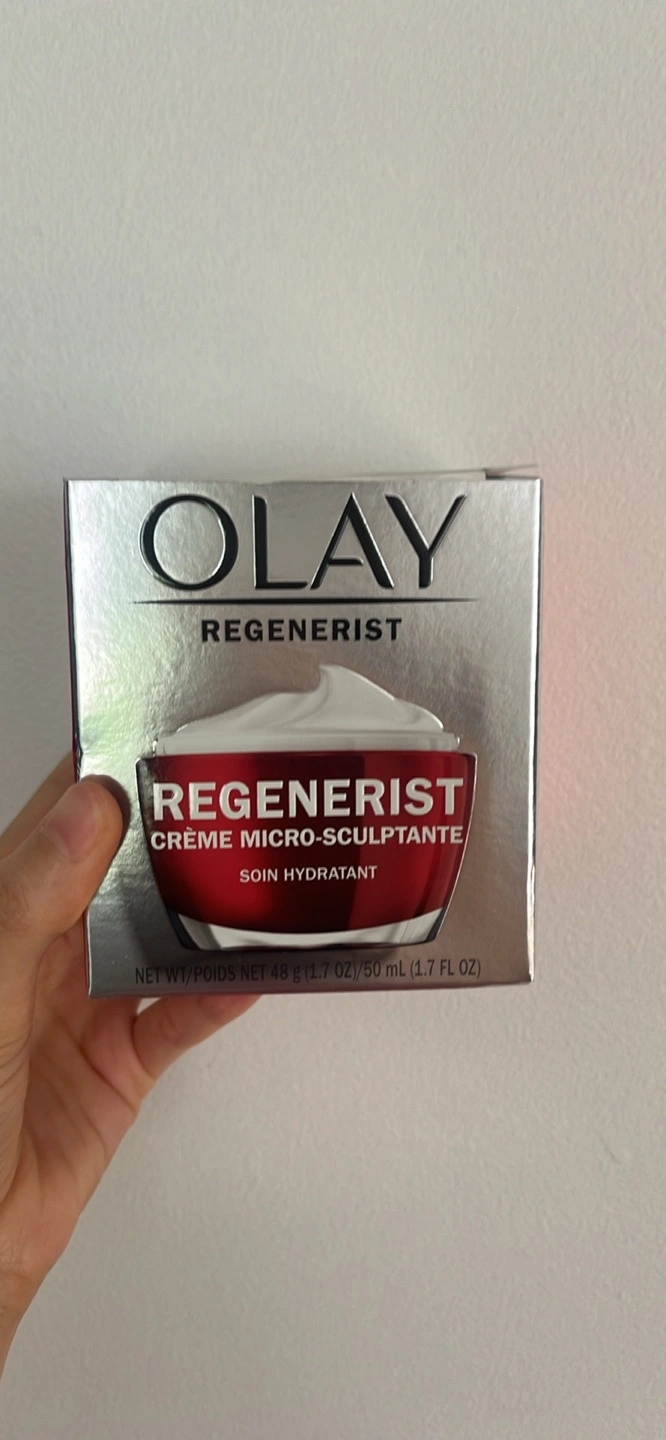 OLAY
REGENERIST
REGENERIST
CRÈME MICRO-SCULPTANTE
SOIN HYDRATANT
NET WT/POIDS NET 48 g (1.7 OZ)/50 mL (1.7 FL OZ)